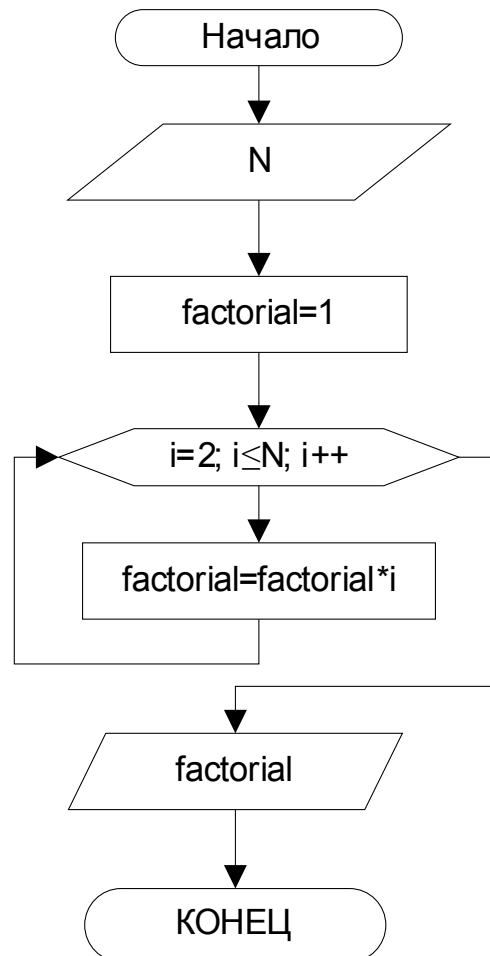 Начало
N
factorial=1
i=2; i≤N; i++
factorial=factorial*i
factorial
КОНЕЦ